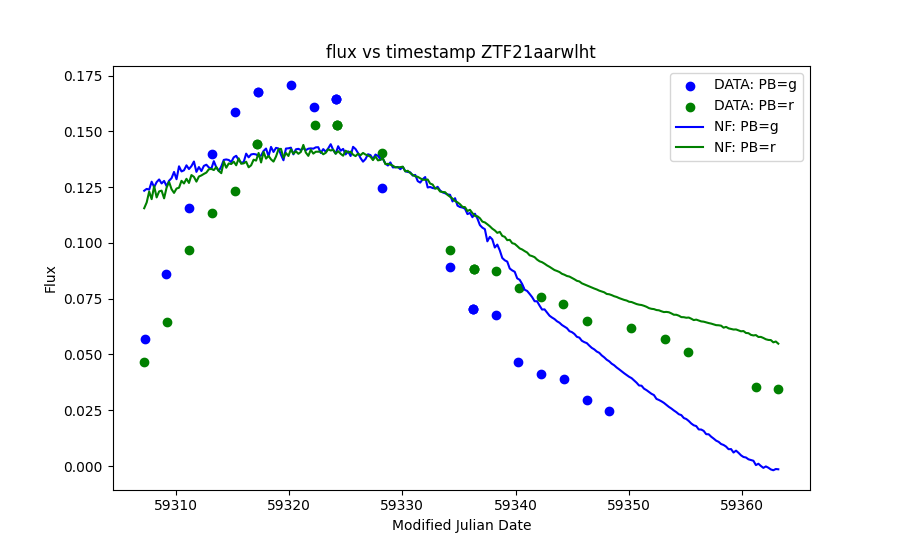 flux vs timestamp ZTF21aarwlht
DATA: PB=g
DATA: PB=r
NF: PB=g
NF: PB=r
Flux
0.175
0.150
0.125
0.100
0.075
0.050
0.025
0.000
59310 59320 59330 59340 59350 59360
Modified Julian Date